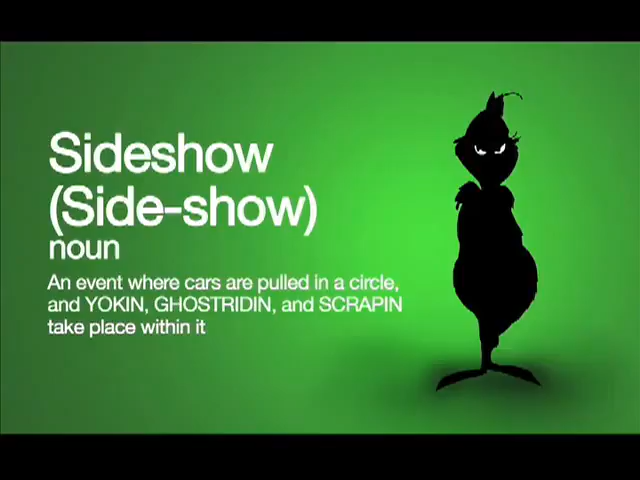 Sideshow
(Side-show)
noun
An event where cars are pulled in a circle,
and YOKIN, GHOSTRIDIN, and SCRAPIN
take place within it